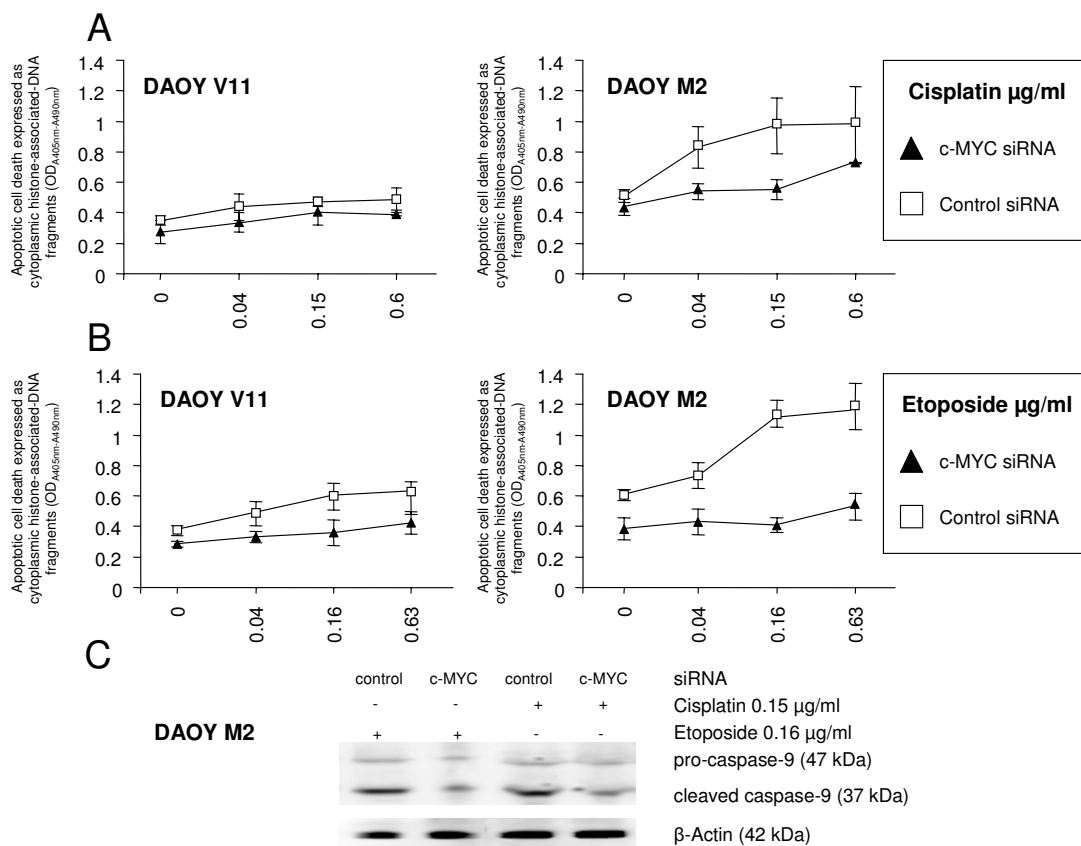 A
Apoptotic cell death expressed as
cytoplasmic histone-associated-DNA
fragments (OD A405nm-A490nm)
1.4
1.2
1
0.8
0.6
0.4
0.2
0
DAOY V11
0
0.04
0.15
0.6
Apoptotic cell death expressed as
cytoplasmic histone-associated-DNA
fragments (OD A405nm-A490nm)
1.4
1.2
1
0.8
0.6
0.4
0.2
0
DAOY M2
0
0.04
0.15
0.6
Cisplatin µg/ml
c-MYC siRNA
Control siRNA
B
Apoptotic cell death expressed as
cytoplasmic histone-associated-DNA
fragments (OD A405nm-A490nm)
1.4
1.2
1
0.8
0.6
0.4
0.2
0
DAOY V11
0
0.04
0.16
0.63
Apoptotic cell death expressed as
cytoplasmic histone-associated-DNA
fragments (OD A405nm-A490nm)
1.4
1.2
1
0.8
0.6
0.4
0.2
0
DAOY M2
0
0.04
0.16
0.63
Etoposide µg/ml
c-MYC siRNA
Control siRNA
C
control c-MYC control c-MYC siRNA
- - + + Cisplatin 0.15 µg/ml
DAOY M2
+ + - - Etoposide 0.16 µg/ml
pro-caspase-9 (47 kDa)
cleaved caspase-9 (37 kDa)
β-Actin (42 kDa)